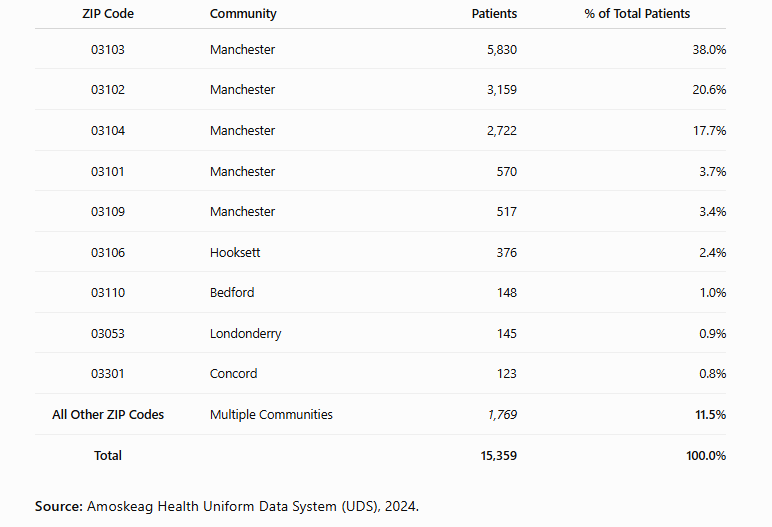 ZIP Code Community Patients % of Total Patients
03103 Manchester 5,830 38.0%
03102 Manchester 3,159 20.6%
03104 Manchester 2,722 17.7%
03101 Manchester 570 3.7%
03109 Manchester 517 3.4%
03106 Hooksett 376 2.4%
03110 Bedford 148 1.0%
03053 Londonderry 145 0.9%
03301 Concord 123 0.8%
All Other ZIP Codes Multiple Communities 1,769 11.5%
Total 15,359 100.0%
Source: Amoskeag Health Uniform Data System (UDS), 2024.